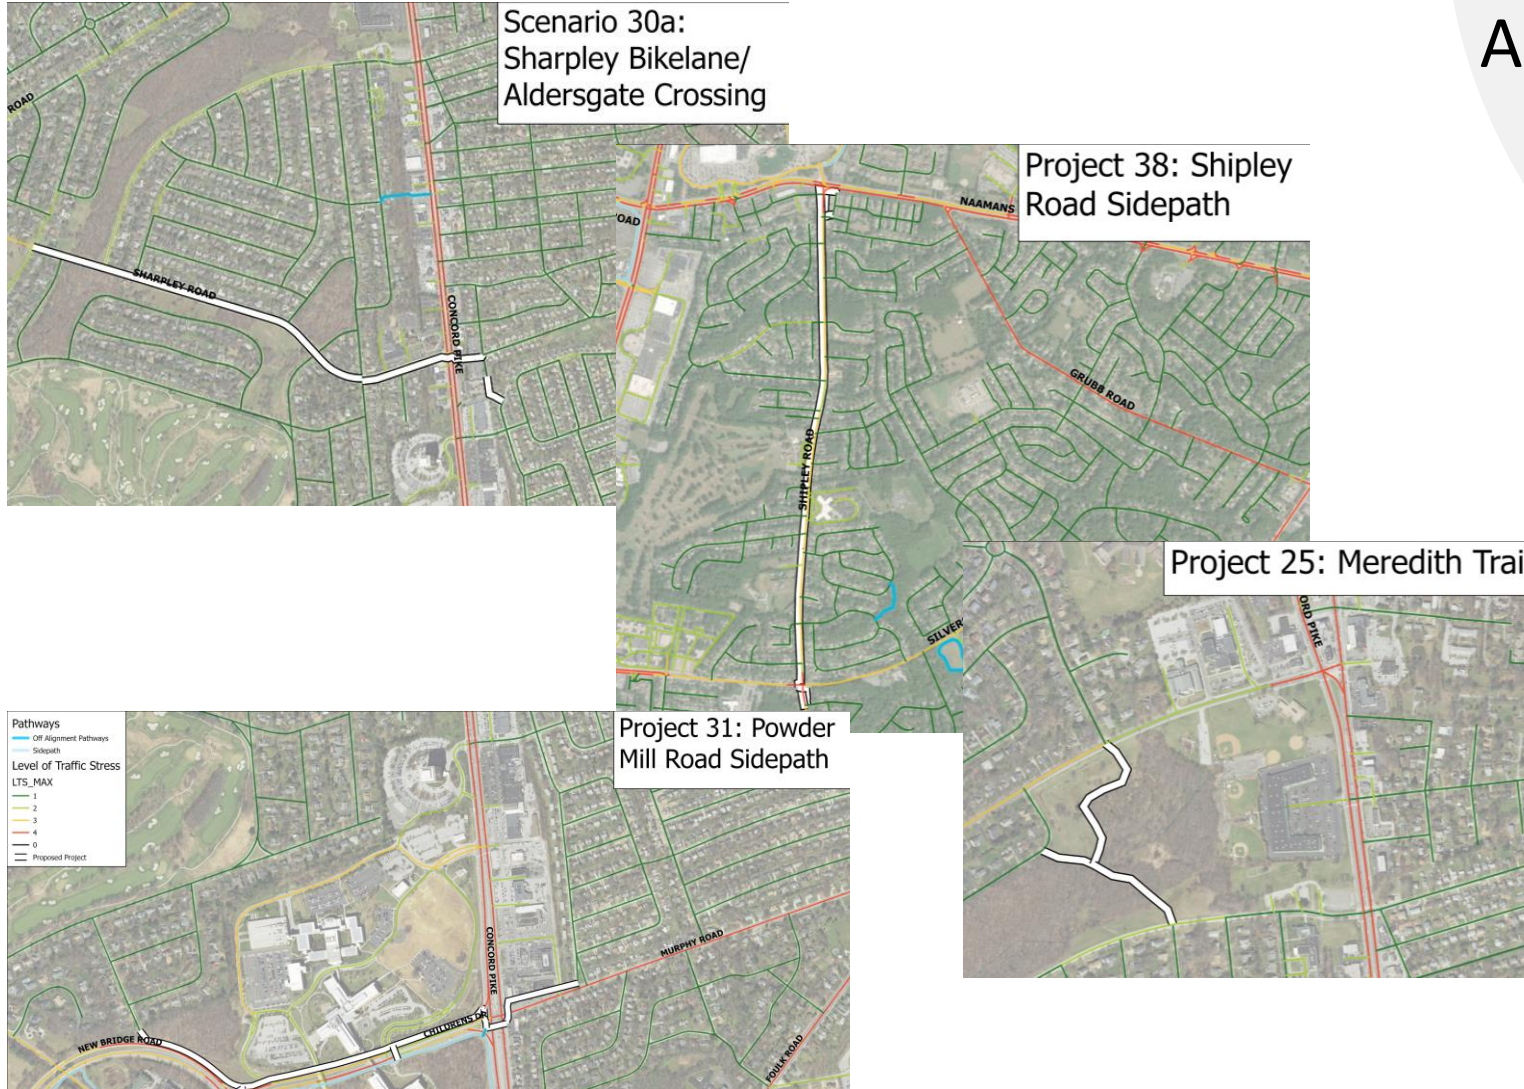 A
Scenario 30a:
Sharpley Bikelane/
Aldersgate Crossing
ROAD
SHARPLEY ROAD
CONCORD PIKE
Project 38: Shipley
Road Sidepath
NAAMANS
OAD
GRUBB ROAD
SHIPLEY ROAD
SILVER
Project 25: Meredith Trai
ORD PIKE
Project 31: Powder
Mill Road Sidepath
Pathways
Off Alignment Pathways
Sidepath
Level of Traffic Stress
LTS_MAX
1
2
3
4
0
Proposed Project
CONCORD PIKE
MURPHY ROAD
CHILDRENS DR
NEW BRIDGE ROAD
FOULK ROAD